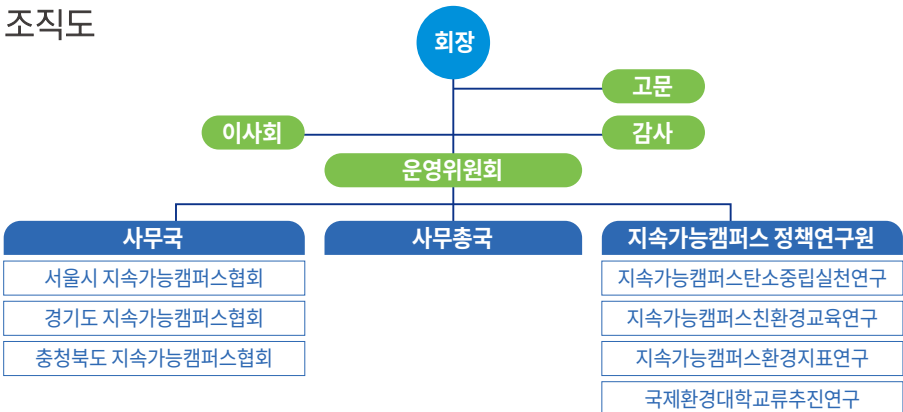 조직도
회장
고문
이사회
감사
운영위원회
사무국
사무총국
지속가능캠퍼스 정책연구원
서울시 지속가능캠퍼스협회
지속가능캠퍼스탄소중립실천연구
경기도 지속가능캠퍼스협회
지속가능캠퍼스친환경교육연구
충청북도 지속가능캠퍼스협회
지속가능캠퍼스환경지표연구
국제환경대학교류추진연구